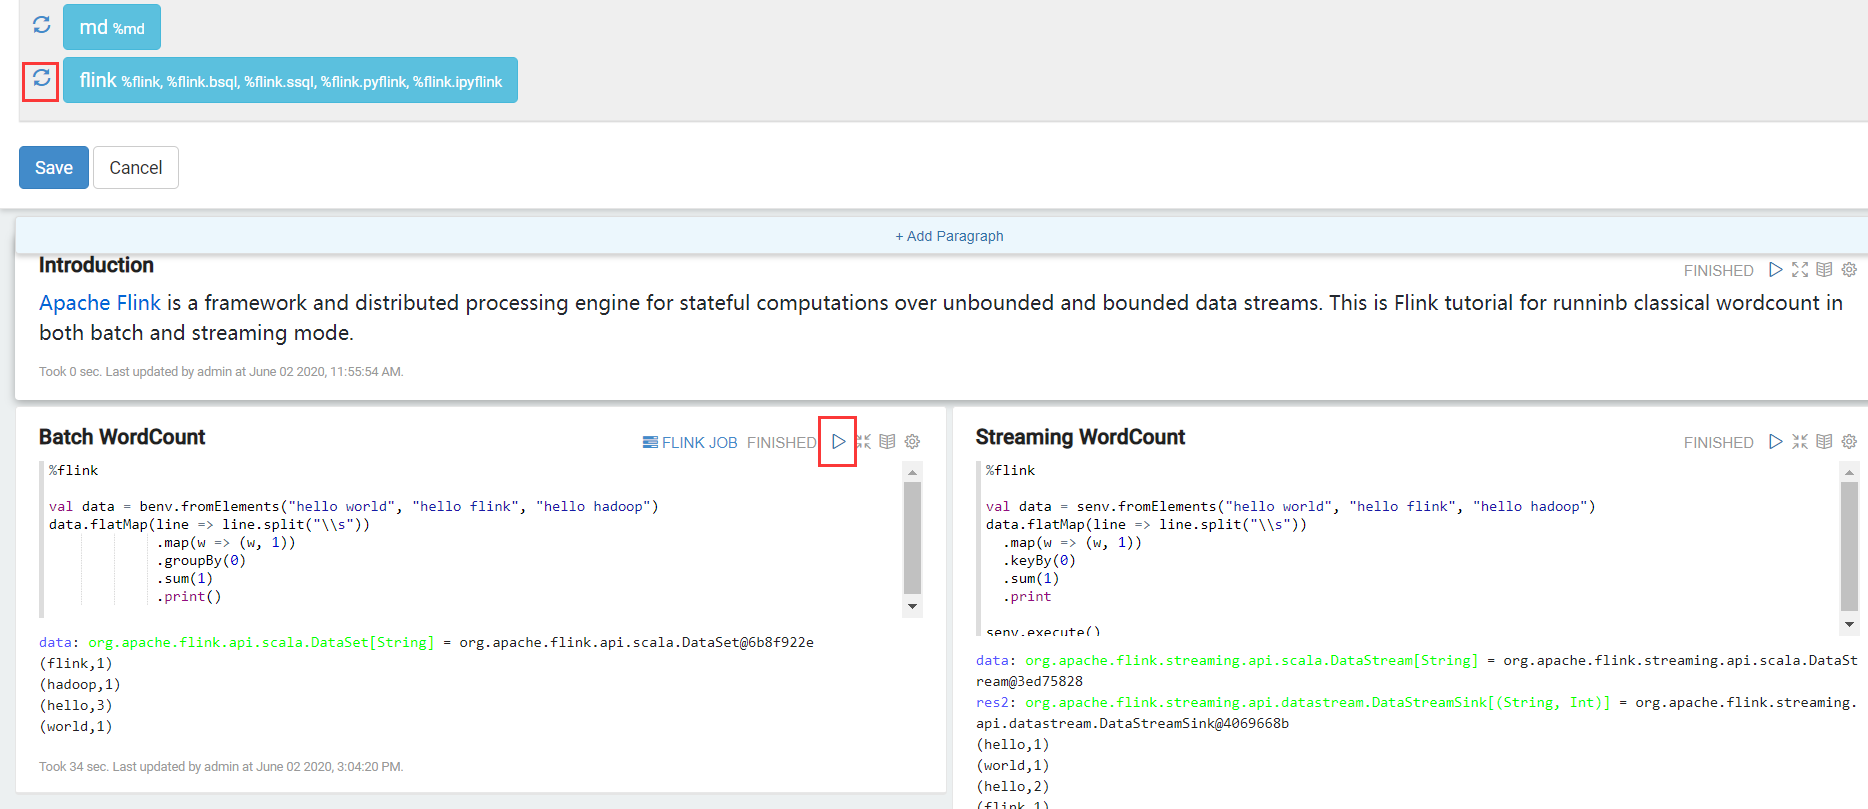 md %md
flink %flink, %flink.bsql, %flink.ssql, %flink.pyflink, %flink.ipyflink
Save Cancel
+ Add Paragraph
Introduction
FINISHED
Apache Flink is a framework and distributed processing engine for stateful computations over unbounded and bounded data streams. This is Flink tutorial for runninb classical wordcount in
both batch and streaming mode.
Took 0 sec. Last updated by admin at June 02 2020, 11:55:54 AM.
Batch WordCount
FLINK JOB FINISHED
%flink
val data = benv.fromElements("hello world", "hello flink", "hello hadoop")
data.flatMap(line => line.split("\\s"))
.map(w => (w, 1))
.groupBy(0)
.sum(1)
.print()
data: org.apache.flink.api.scala.DataSet[String] = org.apache.flink.api.scala.DataSet@6b8f922e
(flink,1)
(hadoop,1)
(hello,3)
(world,1)
Took 34 sec. Last updated by admin at June 02 2020, 3:04:20 PM.
Streaming WordCount
FINISHED
%flink
val data = senv.fromElements("hello world", "hello flink", "hello hadoop")
data.flatMap(line => line.split("\\s"))
.map(w => (w, 1))
.keyBy(0)
.sum(1)
.print
senv.execute()
data: org.apache.flink.streaming.api.scala.DataStream[String] = org.apache.flink.streaming.api.scala.DataSt
ream@3ed75828
res2: org.apache.flink.streaming.api.datastream.DataStreamSink[(String, Int)] = org.apache.flink.streaming.
api.datastream.DataStreamSink@4069668b
(hello,1)
(world,1)
(hello,2)
(flink,1)